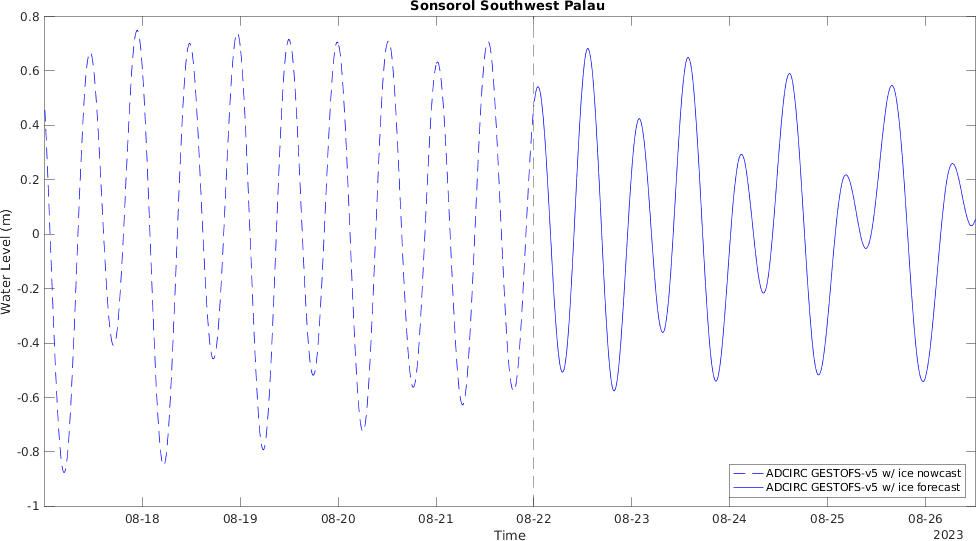 Sonsorol Southwest Palau
Water Level (m)
0.8
0.6
0.4
0.2
0
-0.2
-0.4
-0.6
-0.8
-1
ADCIRC GESTOFS-v5 w/ ice nowcast
ADCIRC GESTOFS-v5 w/ ice forecast
08-18 08-19 08-20 08-21 08-22 08-23 08-24 08-25 08-26
Time
2023